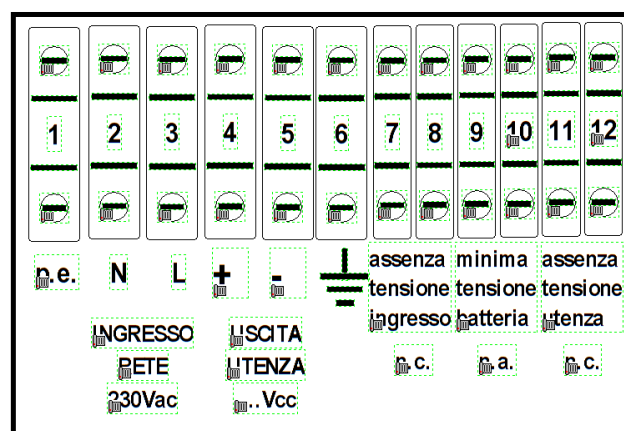 1 2 3 4 5 6 7 8 9 10 11 12
p.e. N L + -
assenza tensione ingresso
minima tensione batteria
assenza tensione utenza
n.c. n.a. n.c.
INGRESSO
RETE
230Vac
USCITA
UTENZA
...Vcc